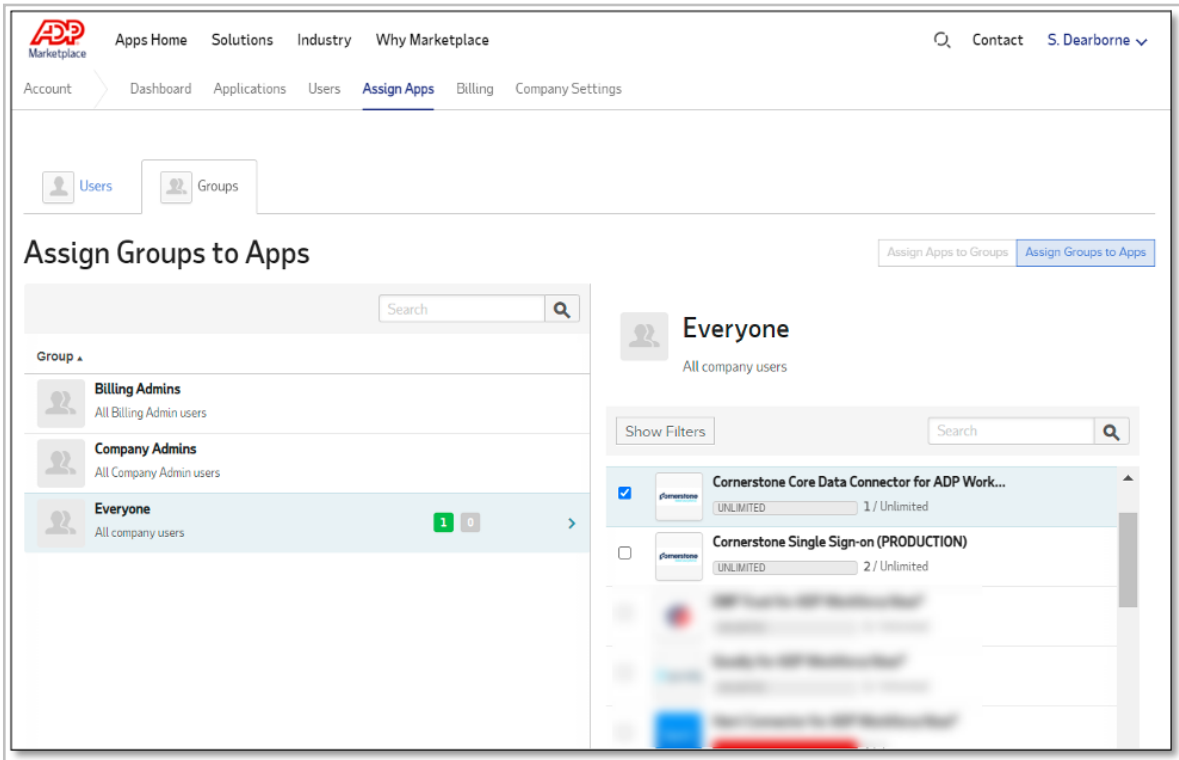 ADP
Marketplace
Apps Home Solutions Industry Why Marketplace
Contact S. Dearborne
Account Dashboard Applications Users Assign Apps Billing Company Settings
Users Groups
Assign Groups to Apps
Assign Apps to Groups Assign Groups to Apps
Search
Group
Billing Admins
All Billing Admin users
Company Admins
All Company Admin users
Everyone
All company users
1 0
Everyone
All company users
Show Filters
Search
Cornerstone Core Data Connector for ADP Work...
cornerstone
UNLIMITED 1 / Unlimited
Cornerstone Single Sign-on (PRODUCTION)
cornerstone
UNLIMITED 2 / Unlimited